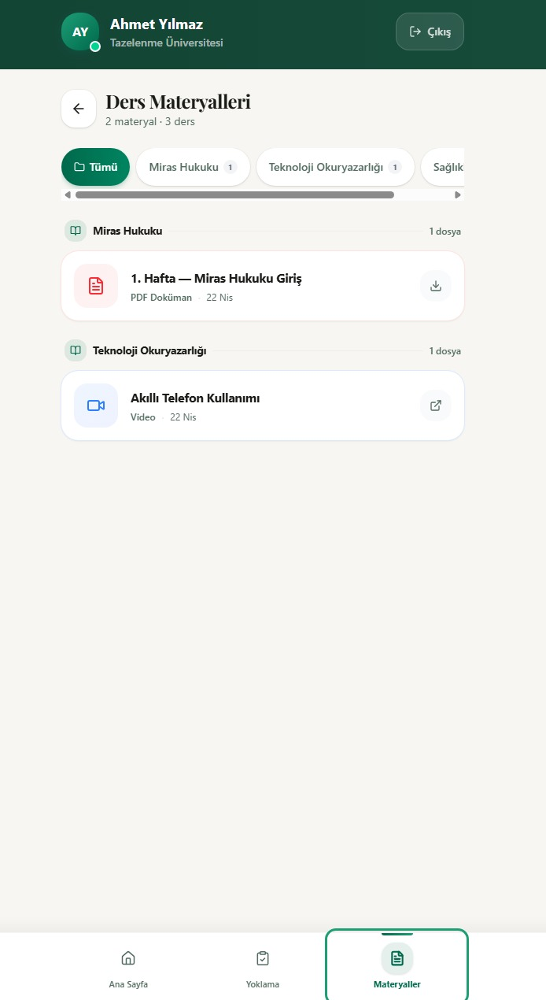 AY
Ahmet Yılmaz
Tazelenme Üniversitesi
Çıkış
Ders Materyalleri
2 materyal · 3 ders
Tümü
Miras Hukuku 1
Teknoloji Okuryazarlığı 1
Sağlık
Miras Hukuku
1 dosya
1. Hafta — Miras Hukuku Giriş
PDF Doküman · 22 Nis
Teknoloji Okuryazarlığı
1 dosya
Akıllı Telefon Kullanımı
Video · 22 Nis
Ana Sayfa
Yoklama
Materyaller